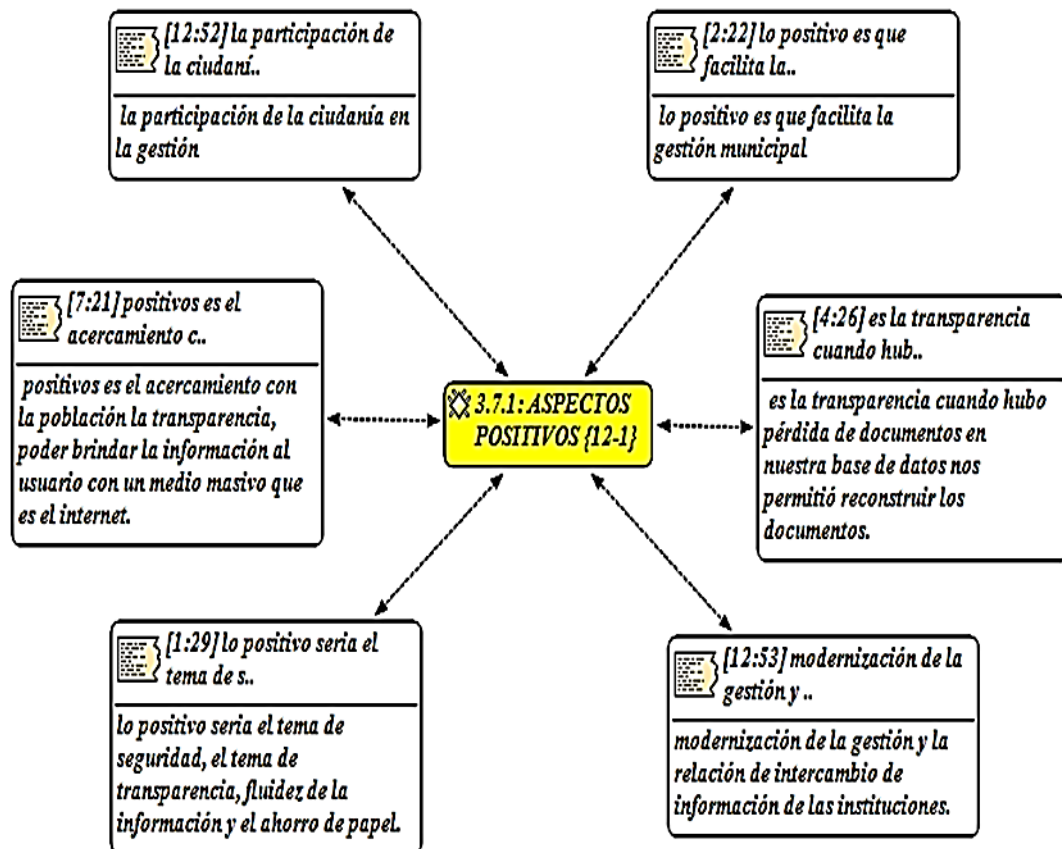 [12:52] la participación de
la ciudaní..
la participación de la ciudanía en
la gestión
[2:22] lo positivo es que
facilita la..
lo positivo es que facilita la
gestión municipal
[7:21] positivos es el
acercamiento c..
positivos es el acercamiento con
la población la transparencia,
poder brindar la información al
usuario con un medio masivo que
es el internet.
3.7.1: ASPECTOS
POSITIVOS {12-1}
[4:26] es la transparencia
cuando hub..
es la transparencia cuando hubo
pérdida de documentos en
nuestra base de datos nos
permitió reconstruir los
documentos.
[1:29] lo positivo seria el
tema de s..
lo positivo seria el tema de
seguridad, el tema de
transparencia, fluidez de la
información y el ahorro de papel.
[12:53] modernización de la
gestión y ..
modernización de la gestión y la
relación de intercambio de
información de las instituciones.